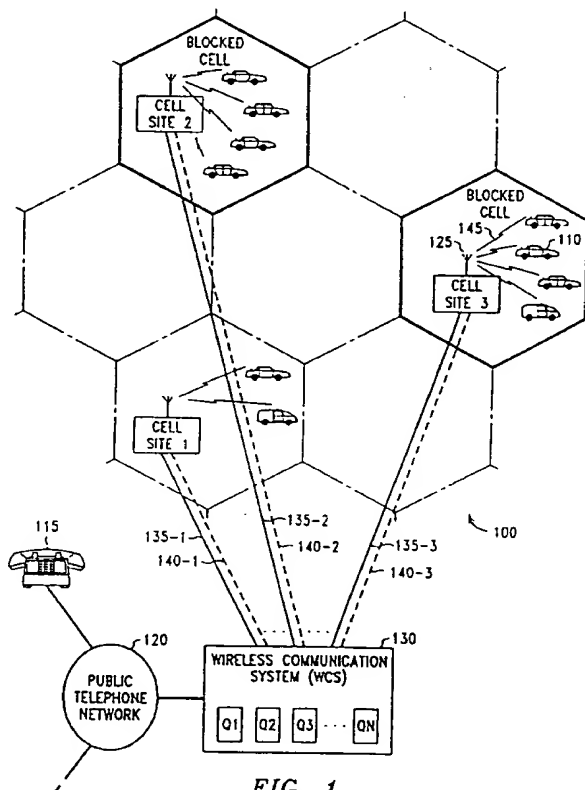 BLOCKED
CELL
CELL
SITE 2
BLOCKED
CELL
145
110
125
CELL
SITE 3
CELL
SITE 1
115
135-1
140-1
135-2
140-2
135-3
140-3
100
120
130
PUBLIC
TELEPHONE
NETWORK
WIRELESS COMMUNICATION
SYSTEM (WCS)
Q1 Q2 Q3 ··· QN
FIG. 1